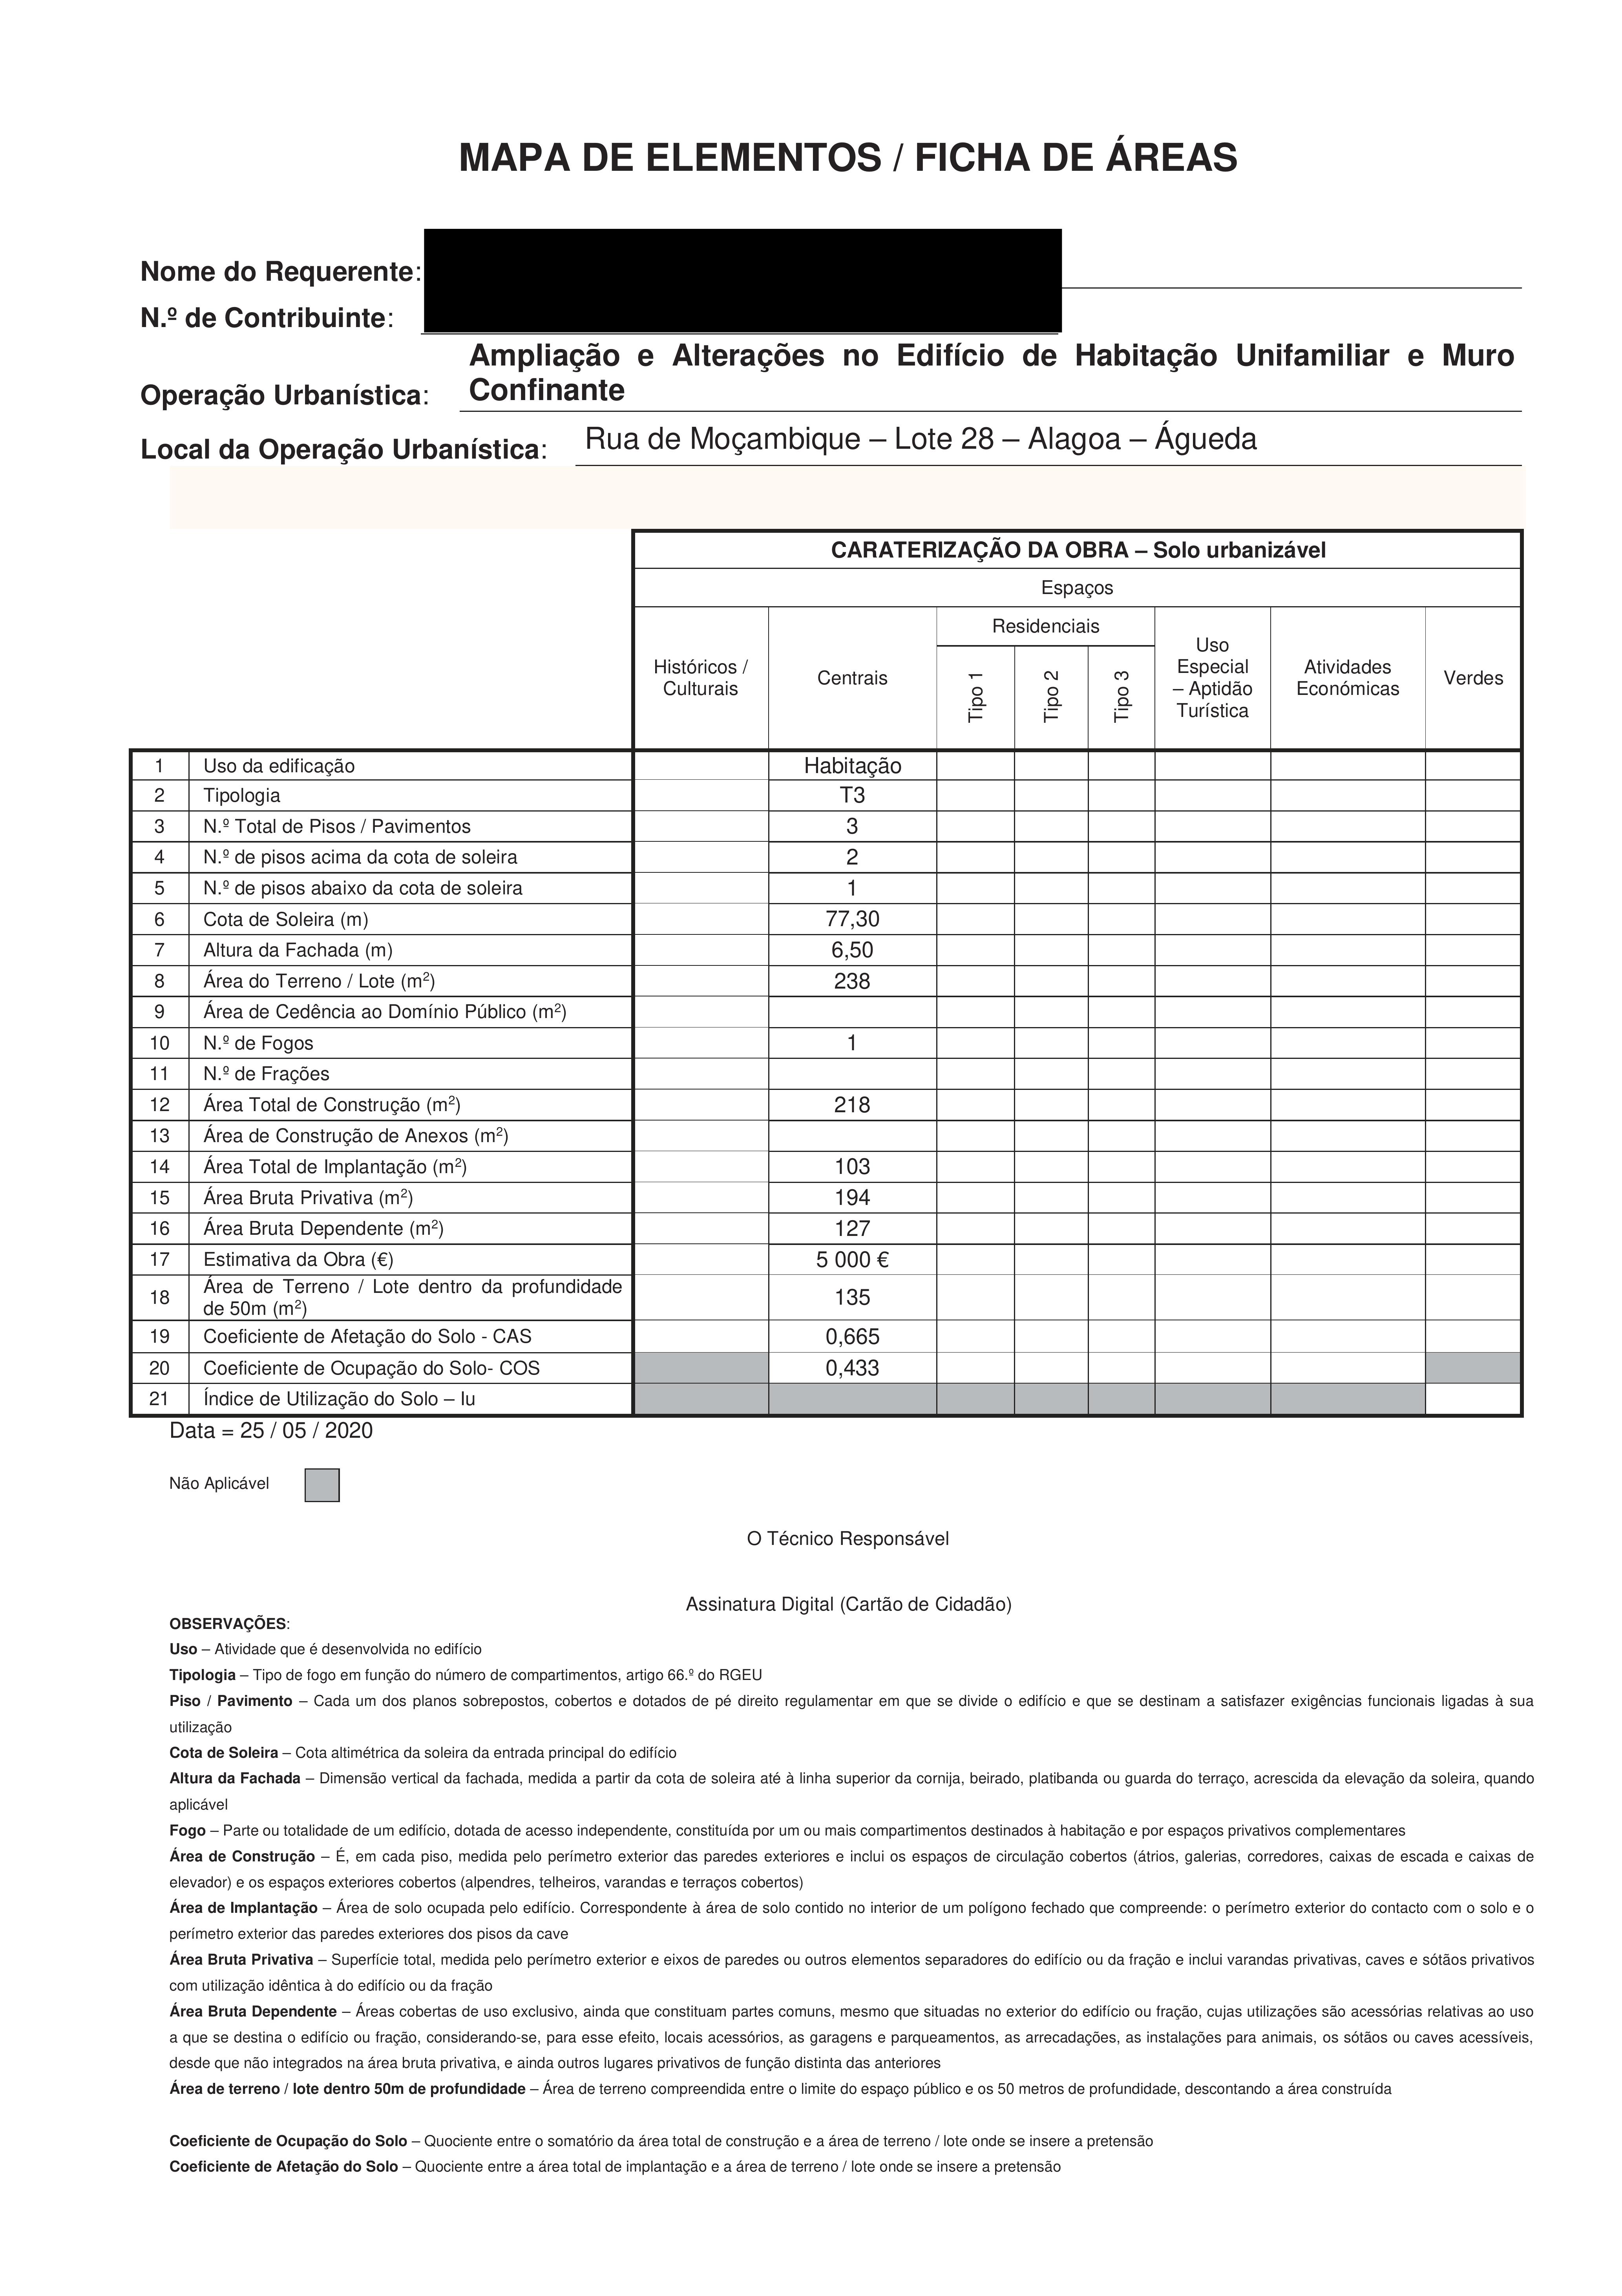 MAPA DE ELEMENTOS / FICHA DE ÁREAS
Nome do Requerente:
N.º de Contribuinte:
Ampliação e Alterações no Edifício de Habitação Unifamiliar e Muro
Operação Urbanística: Confinante
Local da Operação Urbanística: Rua de Moçambique – Lote 28 – Alagoa – Águeda
CARATERIZAÇÃO DA OBRA – Solo urbanizável
Espaços
Históricos / Culturais
Centrais
Residenciais
Tipo 1
Tipo 2
Tipo 3
Uso
Especial
– Aptidão
Turística
Atividades
Económicas
Verdes
1 Uso da edificação Habitação
2 Tipologia T3
3 N.º Total de Pisos / Pavimentos 3
4 N.º de pisos acima da cota de soleira 2
5 N.º de pisos abaixo da cota de soleira 1
6 Cota de Soleira (m) 77,30
7 Altura da Fachada (m) 6,50
8 Área do Terreno / Lote (m²) 238
9 Área de Cedência ao Domínio Público (m²)
10 N.º de Fogos 1
11 N.º de Frações
12 Área Total de Construção (m²) 218
13 Área de Construção de Anexos (m²)
14 Área Total de Implantação (m²) 103
15 Área Bruta Privativa (m²) 194
16 Área Bruta Dependente (m²) 127
17 Estimativa da Obra (€) 5 000 €
18 Área de Terreno / Lote dentro da profundidade
de 50m (m²) 135
19 Coeficiente de Afetação do Solo - CAS 0,665
20 Coeficiente de Ocupação do Solo- COS 0,433
21 Índice de Utilização do Solo – Iu
Data = 25 / 05 / 2020
Não Aplicável
O Técnico Responsável
Assinatura Digital (Cartão de Cidadão)
OBSERVAÇÕES:
Uso – Atividade que é desenvolvida no edifício
Tipologia – Tipo de fogo em função do número de compartimentos, artigo 66.º do RGEU
Piso / Pavimento – Cada um dos planos sobrepostos, cobertos e dotados de pé direito regulamentar em que se divide o edifício e que se destinam a satisfazer exigências funcionais ligadas à sua
utilização
Cota de Soleira – Cota altimétrica da soleira da entrada principal do edifício
Altura da Fachada – Dimensão vertical da fachada, medida a partir da cota de soleira até à linha superior da cornija, beirado, platibanda ou guarda do terraço, acrescida da elevação da soleira, quando
aplicável
Fogo – Parte ou totalidade de um edifício, dotada de acesso independente, constituída por um ou mais compartimentos destinados à habitação e por espaços privativos complementares
Área de Construção – É, em cada piso, medida pelo perímetro exterior das paredes exteriores e inclui os espaços de circulação cobertos (átrios, galerias, corredores, caixas de escada e caixas de
elevador) e os espaços exteriores cobertos (alpendres, telheiros, varandas e terraços cobertos)
Área de Implantação – Área de solo ocupada pelo edifício. Correspondente à área de solo contido no interior de um polígono fechado que compreende: o perímetro exterior do contacto com o solo e o
perímetro exterior das paredes exteriores dos pisos da cave
Área Bruta Privativa – Superfície total, medida pelo perímetro exterior e eixos de paredes ou outros elementos separadores do edifício ou da fração e inclui varandas privativas, caves e sótãos privativos
com utilização idêntica à do edifício ou da fração
Área Bruta Dependente – Áreas cobertas de uso exclusivo, ainda que constituam partes comuns, mesmo que situadas no exterior do edifício ou fração, cujas utilizações são acessórias relativas ao uso
a que se destina o edifício ou fração, considerando-se, para esse efeito, locais acessórios, as garagens e parqueamentos, as arrecadações, as instalações para animais, os sótãos ou caves acessíveis,
desde que não integrados na área bruta privativa, e ainda outros lugares privativos de função distinta das anteriores
Área de terreno / lote dentro 50m de profundidade – Área de terreno compreendida entre o limite do espaço público e os 50 metros de profundidade, descontando a área construída
Coeficiente de Ocupação do Solo – Quociente entre o somatório da área total de construção e a área de terreno / lote onde se insere a pretensão
Coeficiente de Afetação do Solo – Quociente entre a área total de implantação e a área de terreno / lote onde se insere a pretensão